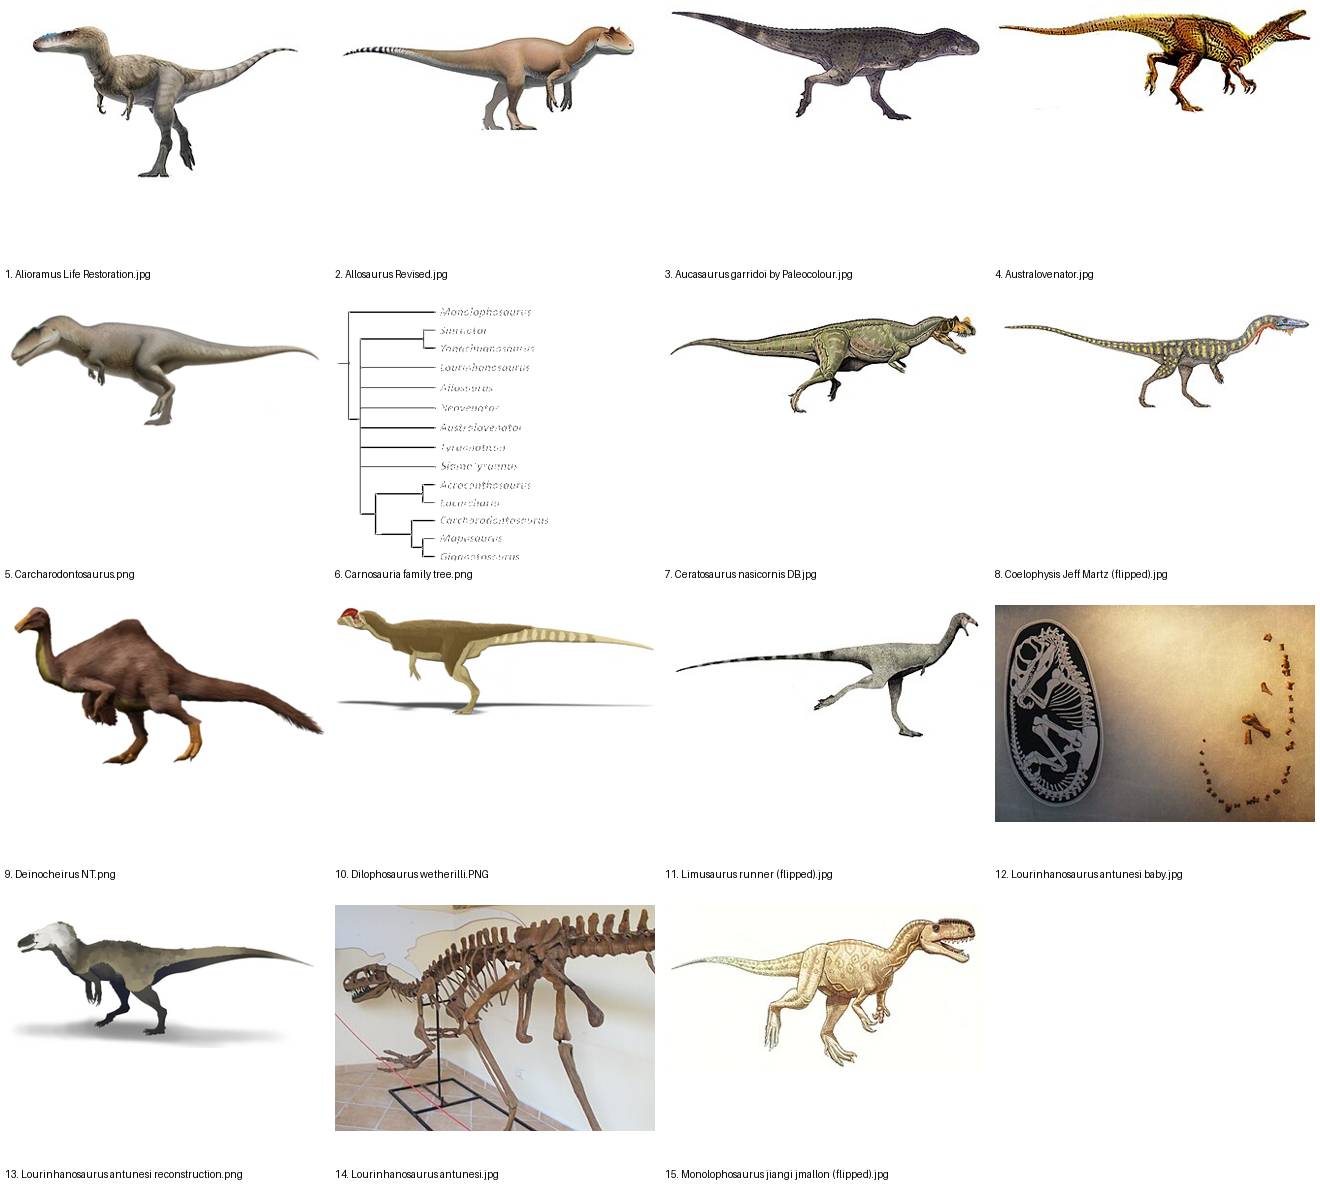 1. Alioramus Life Restoration.jpg
2. Allosaurus Revised.jpg
3. Aucasaurus garridoi by Paleocolour.jpg
4. Australovenator.jpg
Monolophosaurus
Sinraptor
Yangchuanosaurus
Lourinhanosaurus
Allosaurus
Neovenator
Australovenator
Tyrannotitan
Siamotyrannus
Acrocanthosaurus
Eocarcharia
Carcharodontosaurus
Mapusaurus
Giganotosaurus
5. Carcharodontosaurus.png
6. Carnosauria family tree.png
7. Ceratosaurus nasicornis DB.jpg
8. Coelophysis Jeff Martz (flipped).jpg
9. Deinocheirus NT.png
10. Dilophosaurus wetherilli.PNG
11. Limusaurus runner (flipped).jpg
12. Lourinhanosaurus antunesi baby.jpg
13. Lourinhanosaurus antunesi reconstruction.png
14. Lourinhanosaurus antunesi.jpg
15. Monolophosaurus jiangi jmallon (flipped).jpg